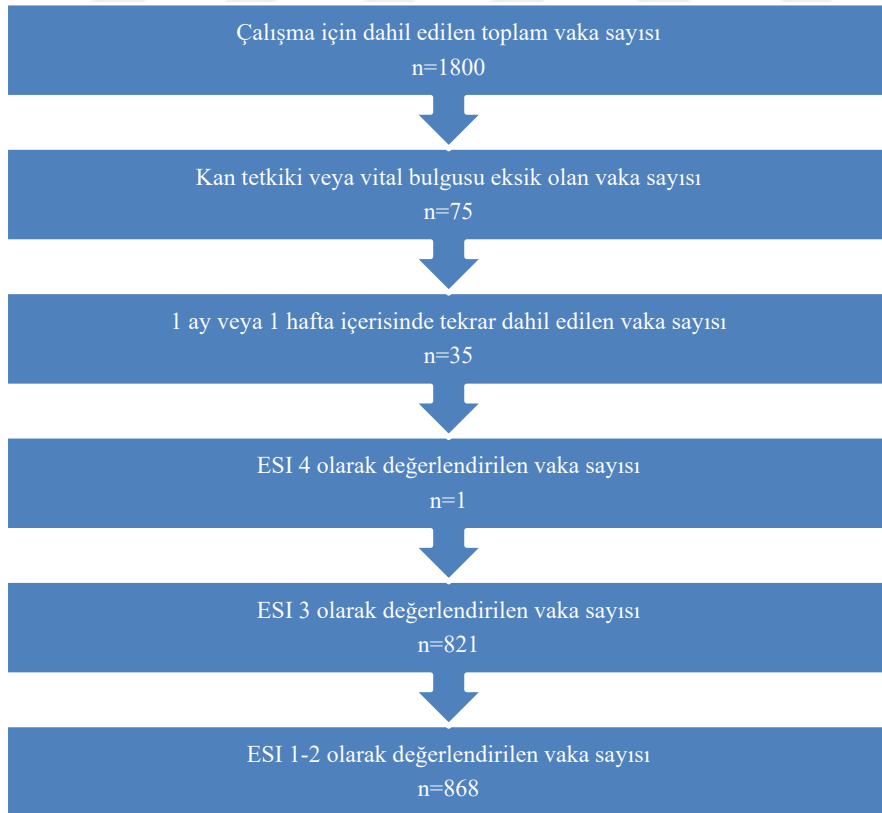 Çalışma için dahil edilen toplam vaka sayısı
n=1800
Kan tetkiki veya vital bulgusu eksik olan vaka sayısı
n=75
1 ay veya 1 hafta içerisinde tekrar dahil edilen vaka sayısı
n=35
ESI 4 olarak değerlendirilen vaka sayısı
n=1
ESI 3 olarak değerlendirilen vaka sayısı
n=821
ESI 1-2 olarak değerlendirilen vaka sayısı
n=868